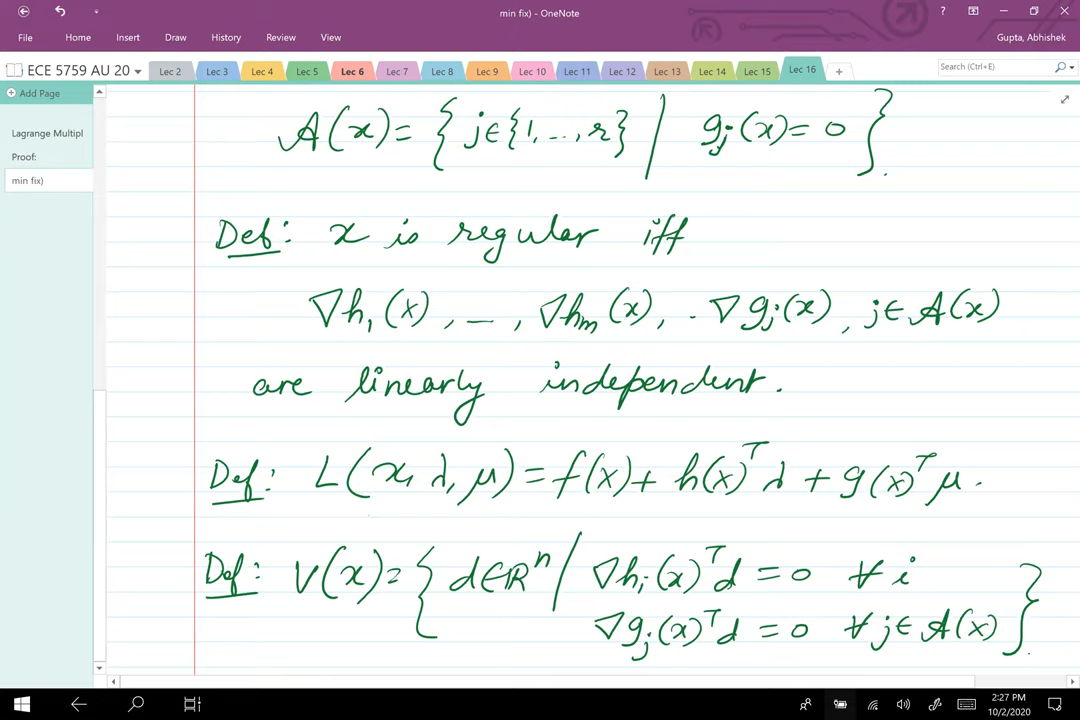 min fix) - OneNote
Gupta, Abhishek
File Home Insert Draw History Review View
ECE 5759 AU 20
Lec 2 Lec 3 Lec 4 Lec 5 Lec 6 Lec 7 Lec 8 Lec 9 Lec 10 Lec 11 Lec 12 Lec 13 Lec 14 Lec 15 Lec 16
Search (Ctrl+E)
Add Page
Lagrange Multipl
Proof:
min fix)
A(x) = { j∈{1,...,r} | gj(x) = 0 }.
Def: x is regular iff
∇h₁(x), ..., ∇hm(x), ∇gj(x), j∈A(x)
are linearly independent.
Def: L(x, λ, μ) = f(x) + h(x)ᵀλ + g(x)ᵀμ.
Def: V(x) = { d∈ℝⁿ | ∇hi(x)ᵀd = 0 ∀ i
∇gj(x)ᵀd = 0 ∀ j∈A(x) }.
2:27 PM
10/2/2020